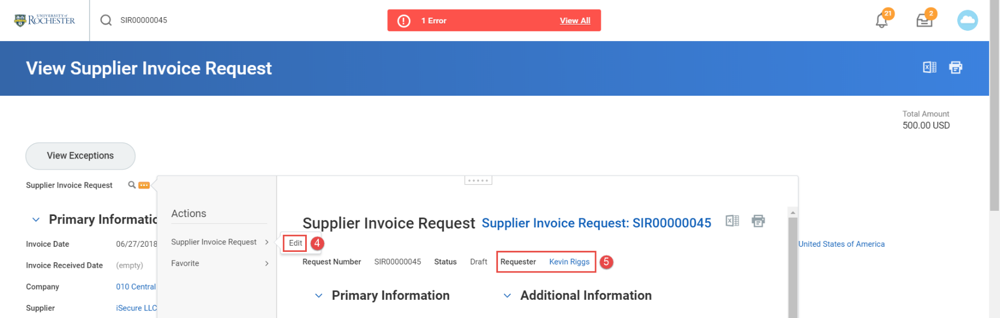 UNIVERSITY of
ROCHESTER
SIR00000045
1 Error
View All
21
2
View Supplier Invoice Request
Total Amount
500.00 USD
View Exceptions
Supplier Invoice Request
Primary Informatio
Invoice Date 06/27/2018
Invoice Received Date (empty)
Company 010 Central
Supplier iSecure LLC
Actions
Supplier Invoice Request
Favorite
Edit 4
Supplier Invoice Request Supplier Invoice Request: SIR00000045
Request Number SIR00000045 Status Draft Requester Kevin Riggs 5
Primary Information
Additional Information
United States of America